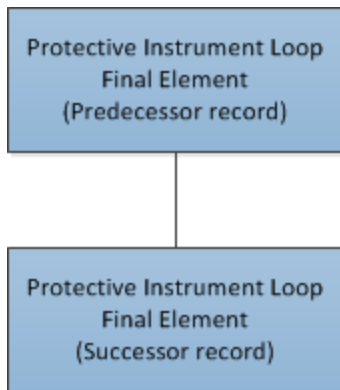 Protective Instrument Loop
Final Element
(Predecessor record)
Protective Instrument Loop
Final Element
(Successor record)